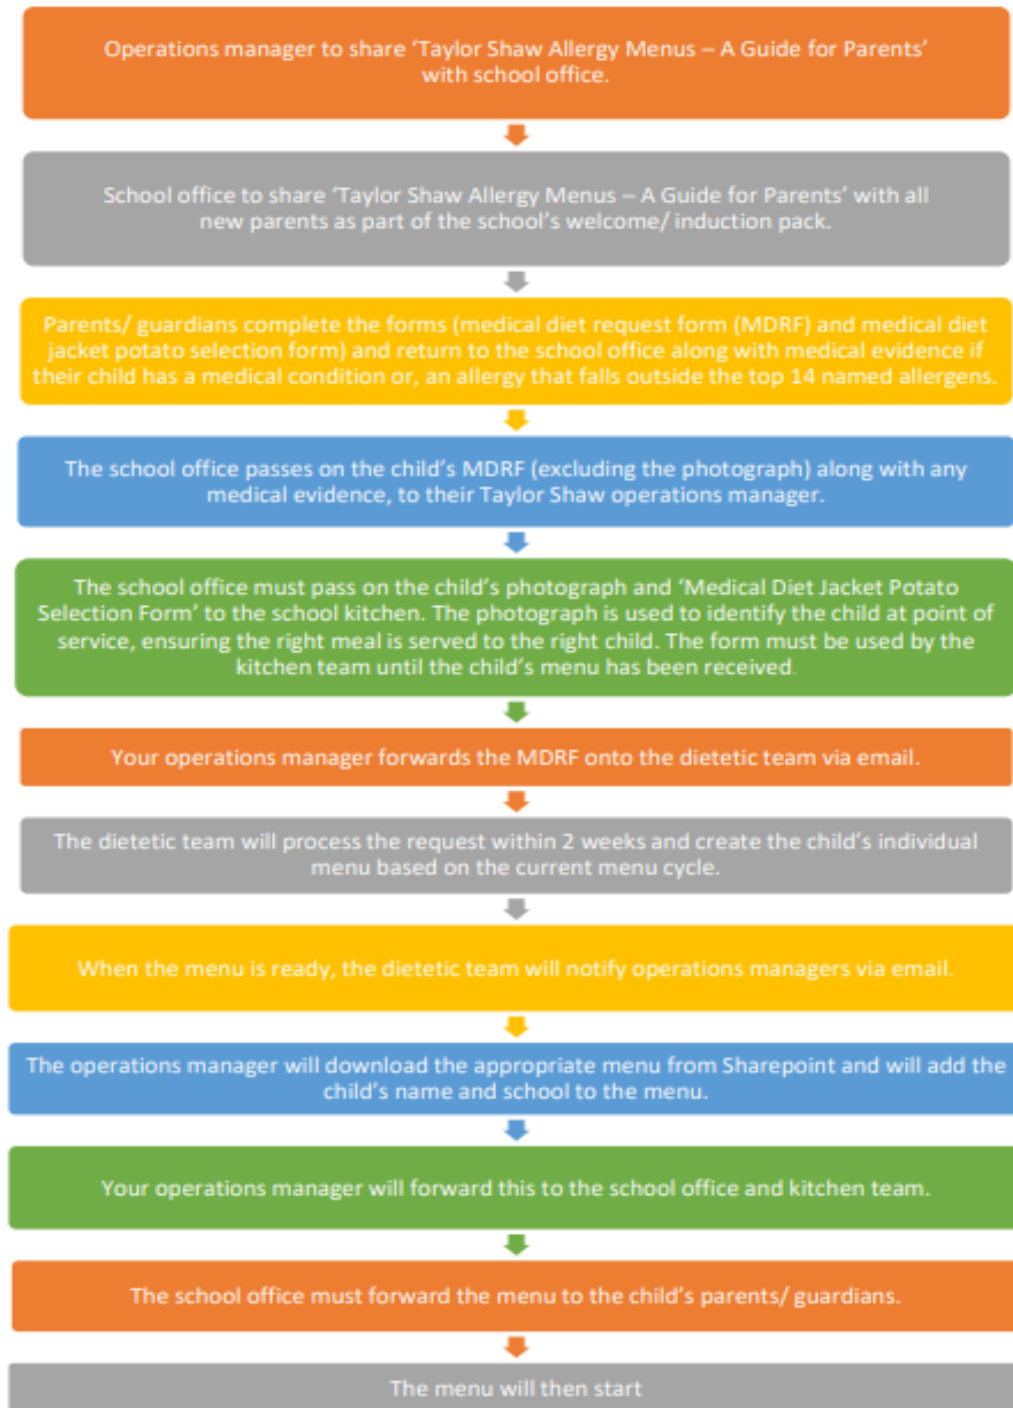 Operations manager to share ‘Taylor Shaw Allergy Menus – A Guide for Parents’
with school office.
School office to share ‘Taylor Shaw Allergy Menus – A Guide for Parents’ with all
new parents as part of the school’s welcome/ induction pack.
Parents/ guardians complete the forms (medical diet request form (MDRF) and medical diet
jacket potato selection form) and return to the school office along with medical evidence if
their child has a medical condition or, an allergy that falls outside the top 14 named allergens.
The school office passes on the child’s MDRF (excluding the photograph) along with any
medical evidence, to their Taylor Shaw operations manager.
The school office must pass on the child’s photograph and ‘Medical Diet Jacket Potato
Selection Form’ to the school kitchen. The photograph is used to identify the child at point of
service, ensuring the right meal is served to the right child. The form must be used by the
kitchen team until the child’s menu has been received.
Your operations manager forwards the MDRF onto the dietetic team via email.
The dietetic team will process the request within 2 weeks and create the child’s individual
menu based on the current menu cycle.
When the menu is ready, the dietetic team will notify operations managers via email.
The operations manager will download the appropriate menu from Sharepoint and will add the
child’s name and school to the menu.
Your operations manager will forward this to the school office and kitchen team.
The school office must forward the menu to the child’s parents/ guardians.
The menu will then start